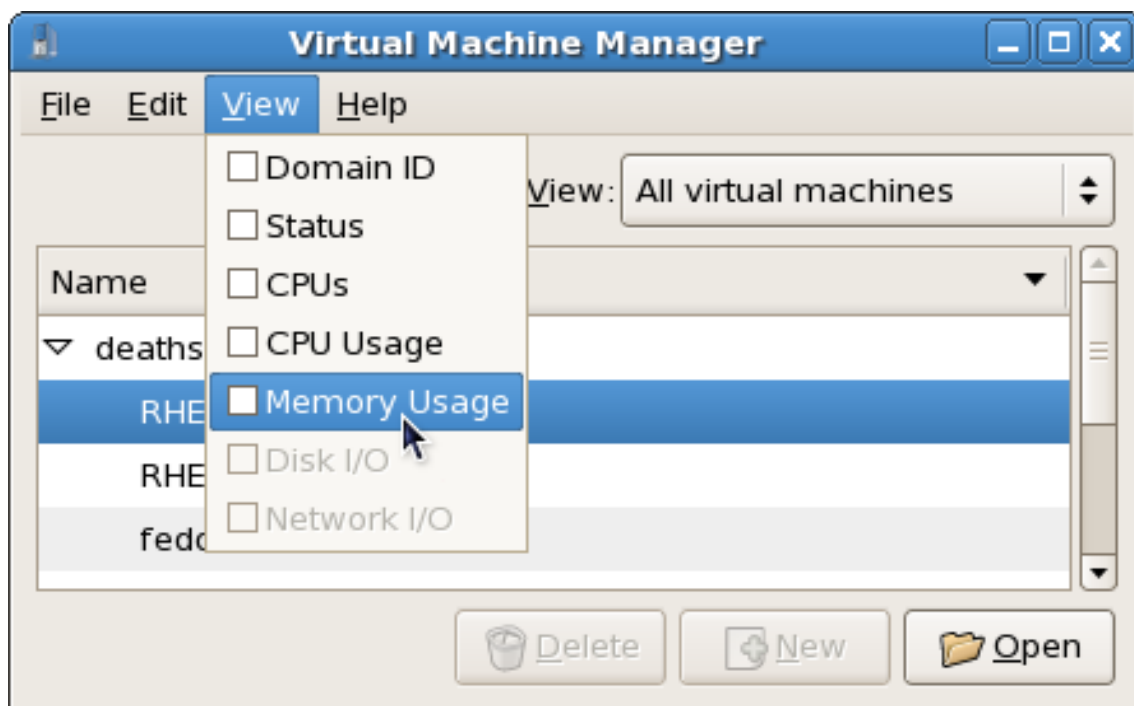 Virtual Machine Manager
File Edit View Help
Domain ID
View: All virtual machines
Status
CPUs
Name
CPU Usage
Memory Usage
Disk I/O
Network I/O
Delete New Open